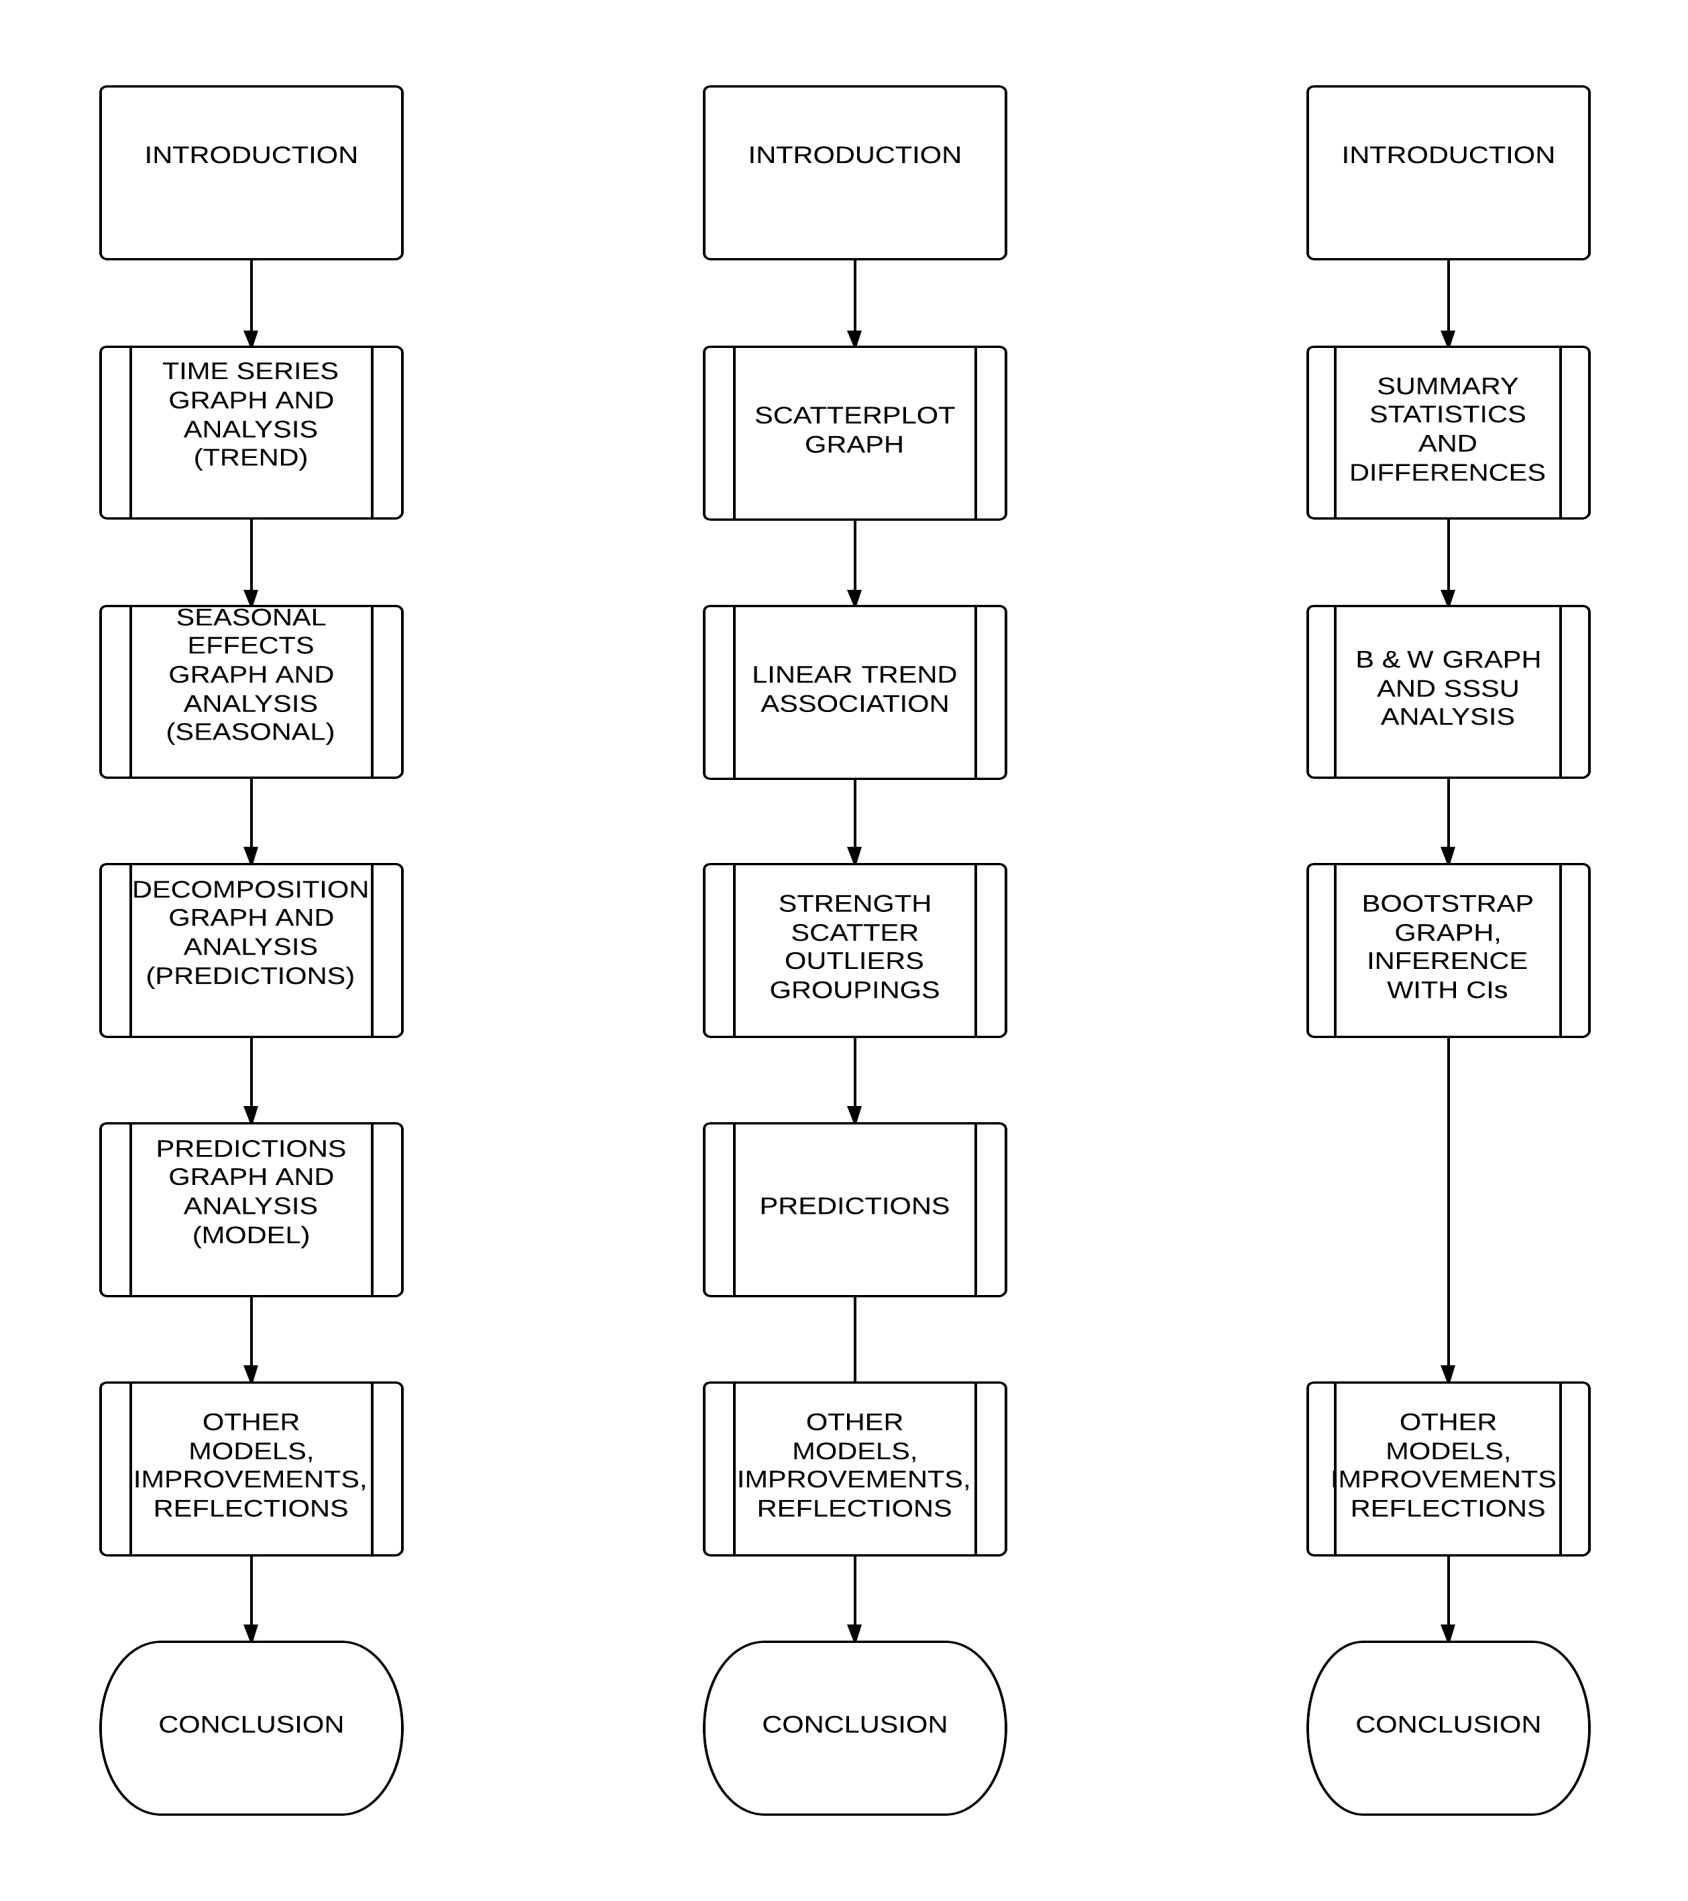 INTRODUCTION
TIME SERIES
GRAPH AND
ANALYSIS
(TREND)
SEASONAL
EFFECTS
GRAPH AND
ANALYSIS
(SEASONAL)
DECOMPOSITION
GRAPH AND
ANALYSIS
(PREDICTIONS)
PREDICTIONS
GRAPH AND
ANALYSIS
(MODEL)
OTHER
MODELS,
IMPROVEMENTS,
REFLECTIONS
CONCLUSION
INTRODUCTION
SCATTERPLOT
GRAPH
LINEAR TREND
ASSOCIATION
STRENGTH
SCATTER
OUTLIERS
GROUPINGS
PREDICTIONS
OTHER
MODELS,
IMPROVEMENTS,
REFLECTIONS
CONCLUSION
INTRODUCTION
SUMMARY
STATISTICS
AND
DIFFERENCES
B & W GRAPH
AND SSSU
ANALYSIS
BOOTSTRAP
GRAPH,
INFERENCE
WITH CIs
OTHER
MODELS,
IMPROVEMENTS
REFLECTIONS
CONCLUSION